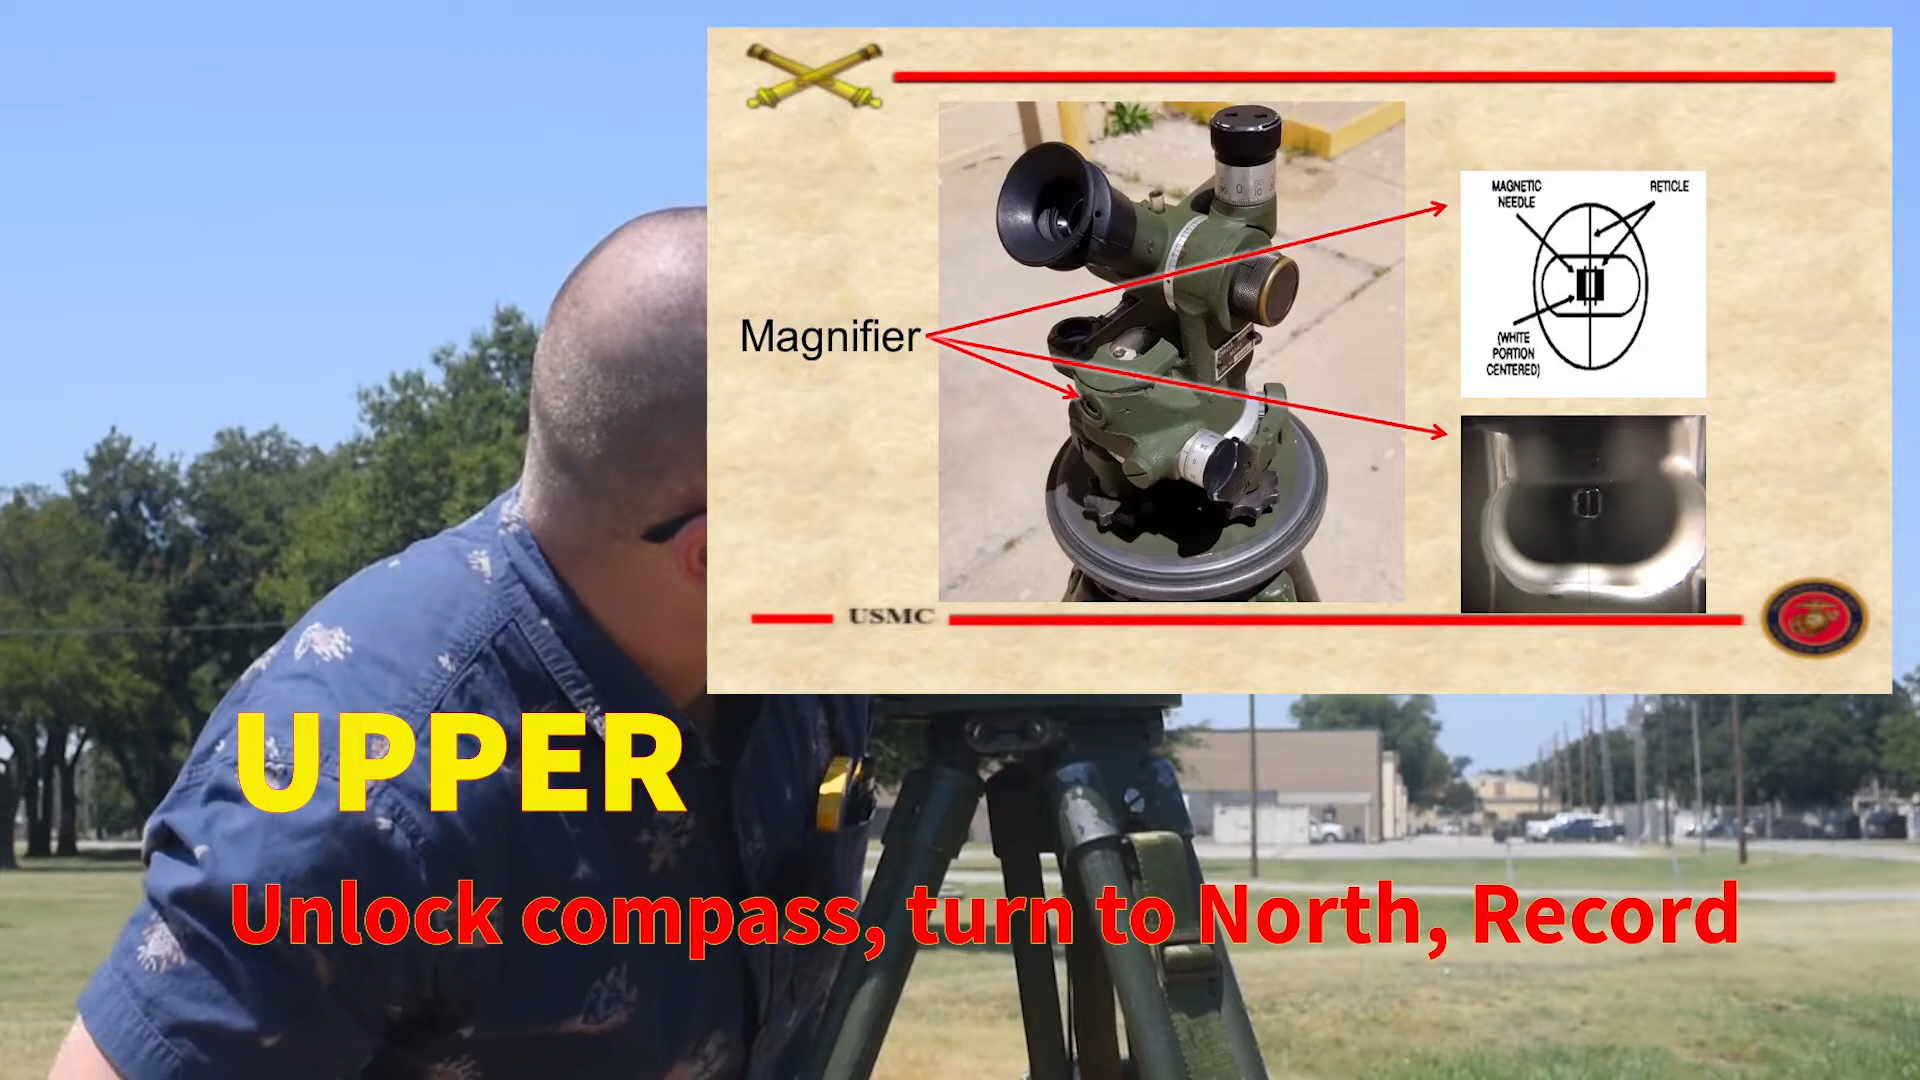 MAGNETIC
NEEDLE
RETICLE
Magnifier
(WHITE
PORTION
CENTERED)
USMC
UPPER
Unlock compass, turn to North, Record